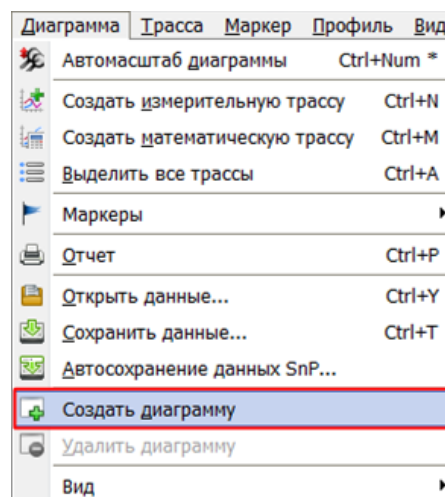 Диаграмма Трасса Маркер Профиль Вид
Автомасштаб диаграммы Ctrl+Num *
Создать измерительную трассу Ctrl+N
Создать математическую трассу Ctrl+M
Выделить все трассы Ctrl+A
Маркеры
Отчет Ctrl+P
Открыть данные... Ctrl+Y
Сохранить данные... Ctrl+T
Автосохранение данных SnP...
Создать диаграмму
Удалить диаграмму
Вид